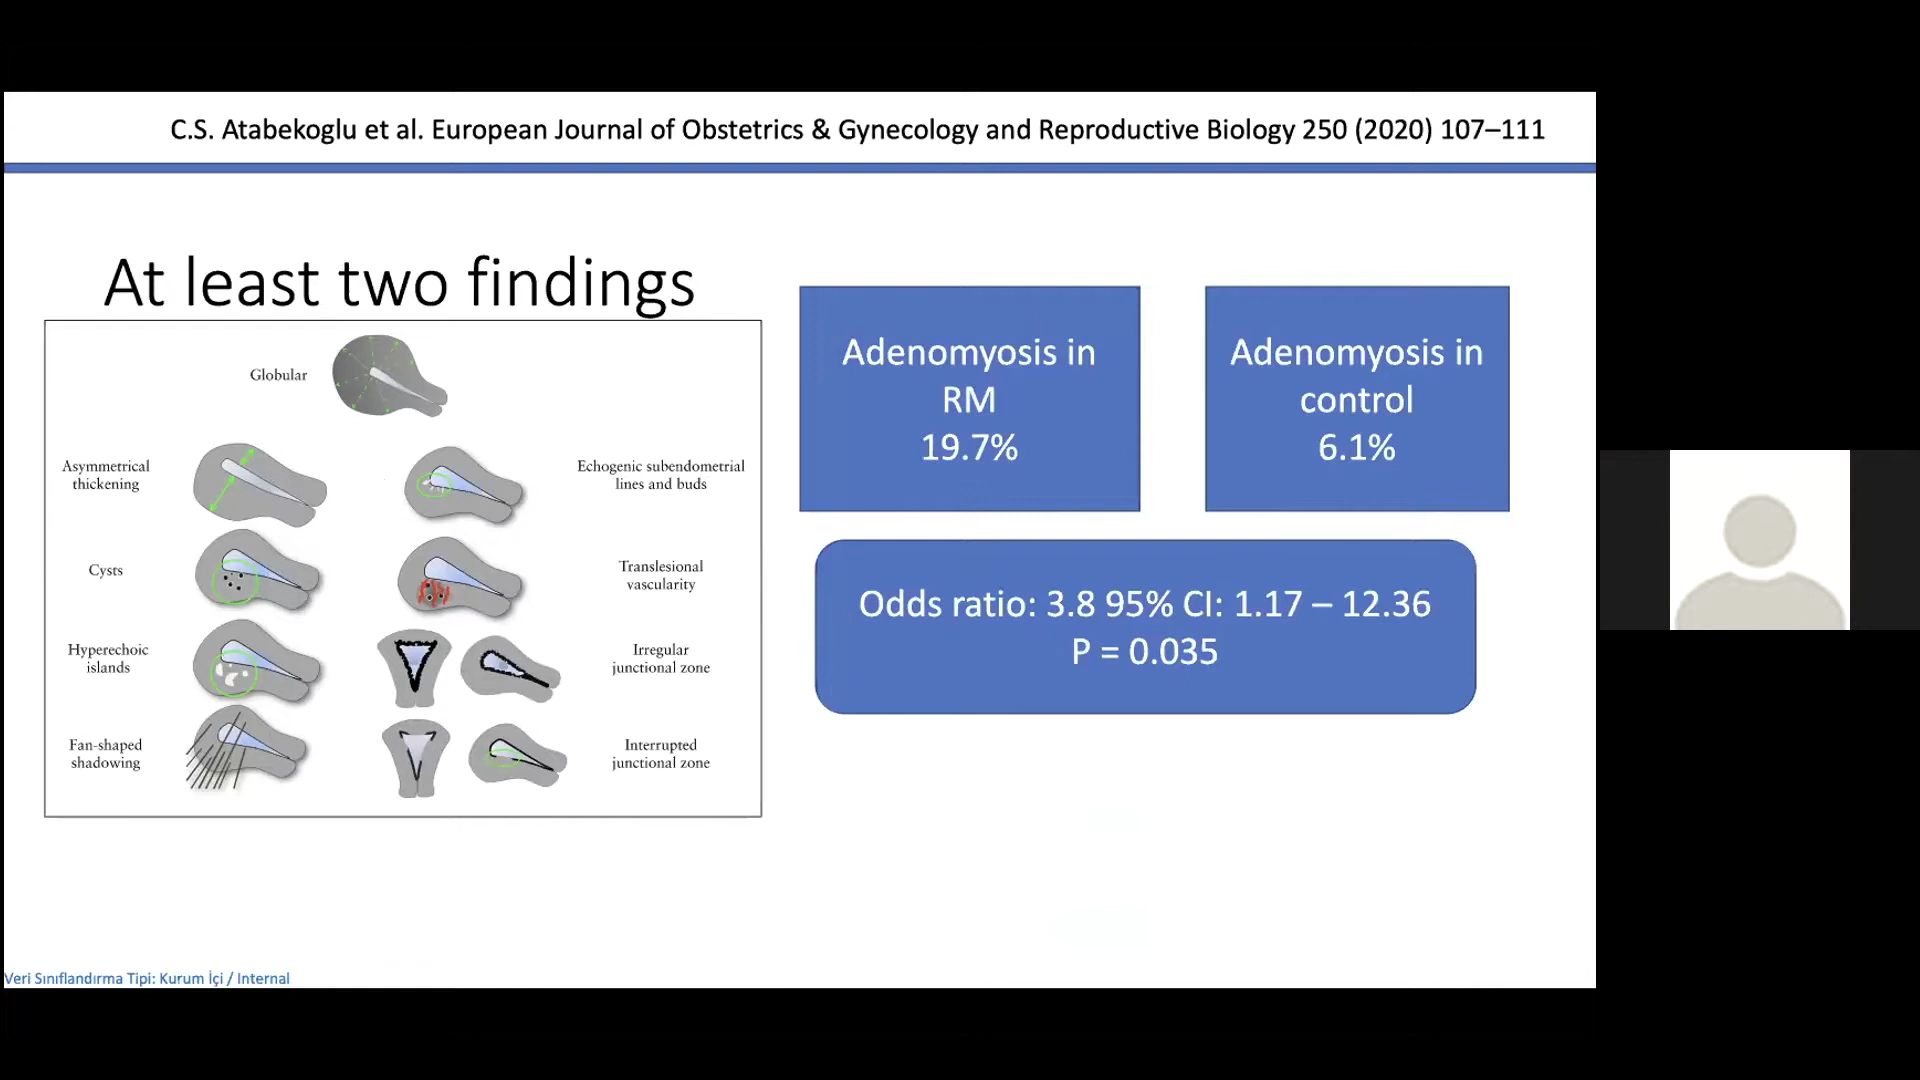 C.S. Atabekoglu et al. European Journal of Obstetrics & Gynecology and Reproductive Biology 250 (2020) 107–111
At least two findings
Globular
Asymmetrical
thickening
Echogenic subendometrial
lines and buds
Cysts
Translesional
vascularity
Hyperechoic
islands
Irregular
junctional zone
Fan-shaped
shadowing
Interrupted
junctional zone
Adenomyosis in
RM
19.7%
Adenomyosis in
control
6.1%
Odds ratio: 3.8 95% CI: 1.17 – 12.36
P = 0.035
Veri Sınıflandırma Tipi: Kurum İçi / Internal